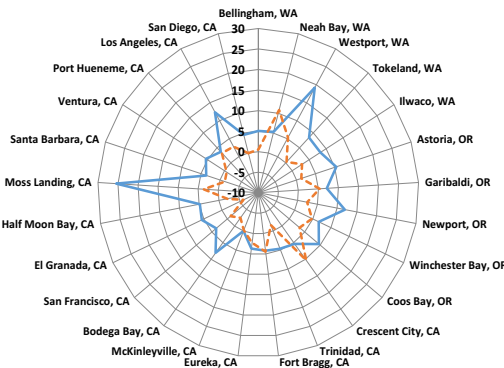 Bellingham, WA
Neah Bay, WA
Westport, WA
Tokeland, WA
Ilwaco, WA
Astoria, OR
Garibaldi, OR
Newport, OR
Winchester Bay, OR
Coos Bay, OR
Crescent City, CA
Trinidad, CA
Fort Bragg, CA
Eureka, CA
McKinleyville, CA
Bodega Bay, CA
San Francisco, CA
El Granada, CA
Half Moon Bay, CA
Moss Landing, CA
Santa Barbara, CA
Ventura, CA
Port Hueneme, CA
Los Angeles, CA
San Diego, CA
30
25
20
15
10
5
0
-5
-10